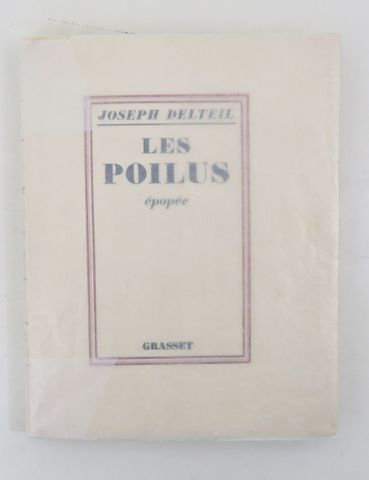 JOSEPH DELTEIL
LES
POILUS
épopée
GRASSET